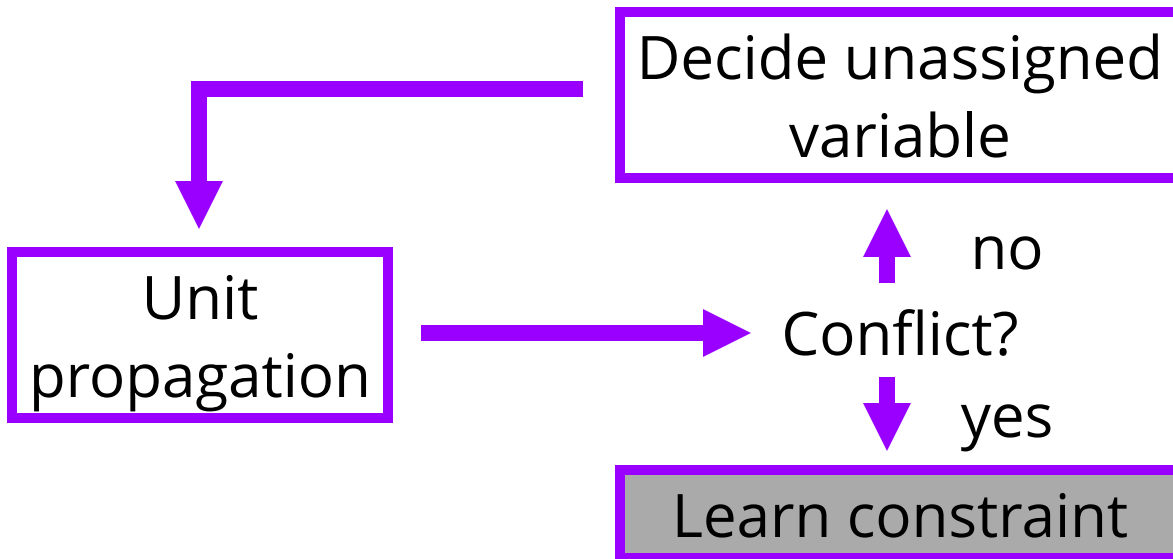 Decide unassigned
variable
no
Unit
propagation
Conflict?
yes
Learn constraint